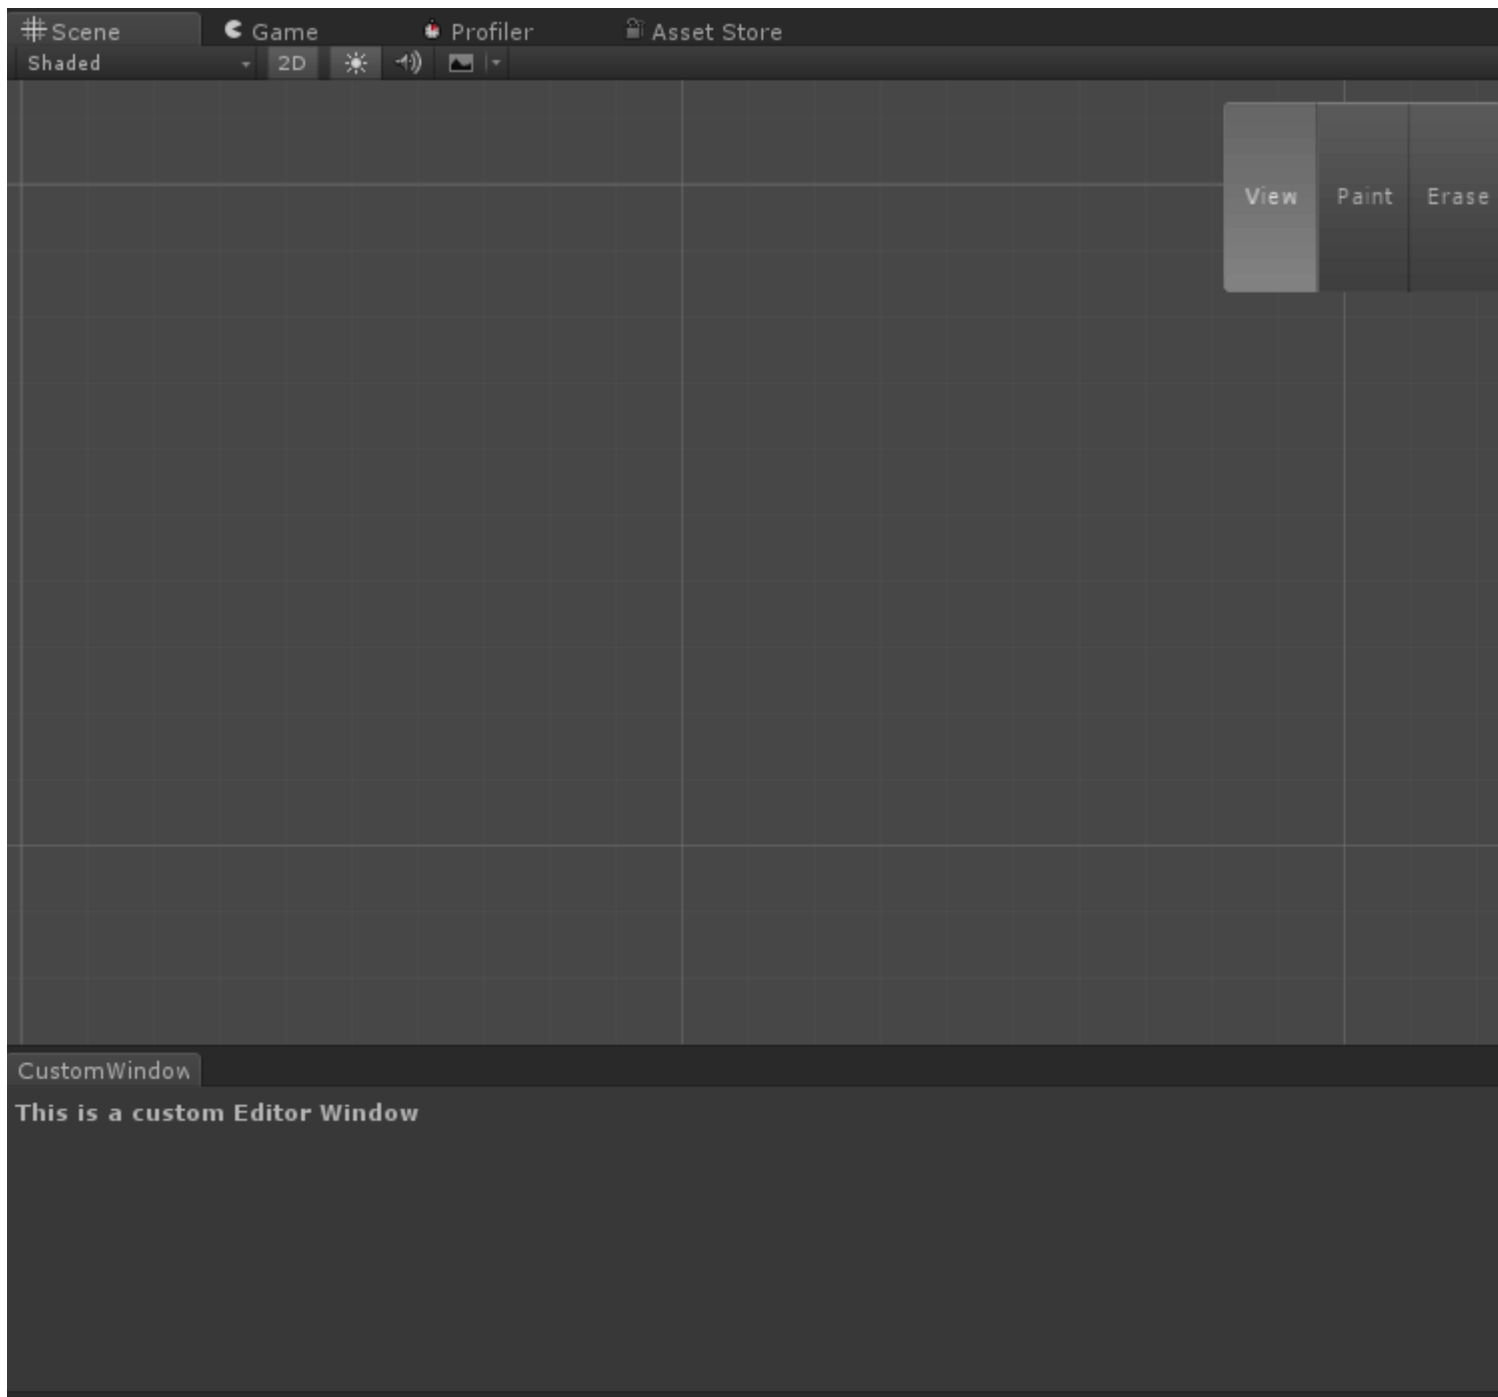 Scene Game Profiler Asset Store
Shaded 2D
View Paint Erase
CustomWindow
This is a custom Editor Window